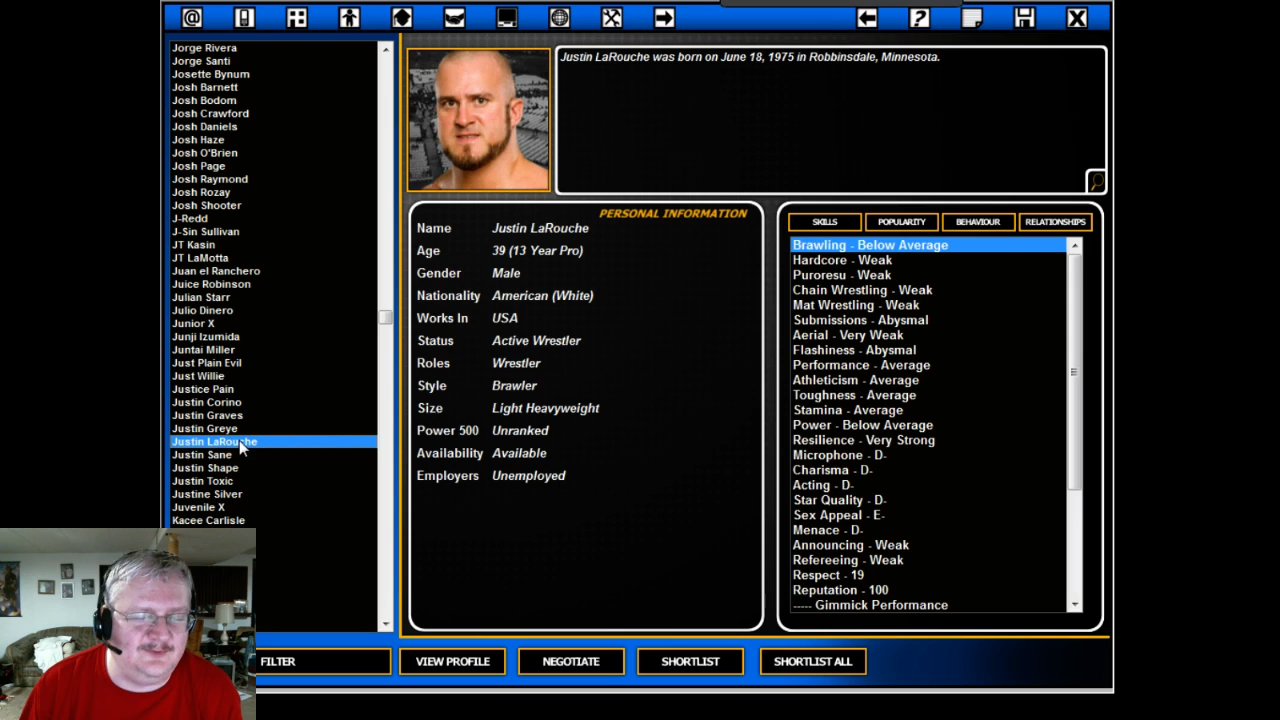 @
?
X
Jorge Rivera
Jorge Santi
Josette Bynum
Josh Barnett
Josh Bodom
Josh Crawford
Josh Daniels
Josh Haze
Josh O'Brien
Josh Page
Josh Raymond
Josh Rozay
Josh Shooter
J-Redd
J-Sin Sullivan
JT Kasin
JT LaMotta
Juan el Ranchero
Juice Robinson
Julian Starr
Julio Dinero
Junior X
Junji Izumida
Juntai Miller
Just Plain Evil
Just Willie
Justice Pain
Justin Corino
Justin Graves
Justin Greye
Justin LaRouche
Justin Sane
Justin Shape
Justin Toxic
Justine Silver
Juvenile X
Kacee Carlisle
FILTER
Justin LaRouche was born on June 18, 1975 in Robbinsdale, Minnesota.
PERSONAL INFORMATION
Name Justin LaRouche
Age 39 (13 Year Pro)
Gender Male
Nationality American (White)
Works In USA
Status Active Wrestler
Roles Wrestler
Style Brawler
Size Light Heavyweight
Power 500 Unranked
Availability Available
Employers Unemployed
SKILLS POPULARITY BEHAVIOUR RELATIONSHIPS
Brawling - Below Average
Hardcore - Weak
Puroresu - Weak
Chain Wrestling - Weak
Mat Wrestling - Weak
Submissions - Abysmal
Aerial - Very Weak
Flashiness - Abysmal
Performance - Average
Athleticism - Average
Toughness - Average
Stamina - Average
Power - Below Average
Resilience - Very Strong
Microphone - D-
Charisma - D-
Acting - D-
Star Quality - D-
Sex Appeal - E-
Menace - D-
Announcing - Weak
Refereeing - Weak
Respect - 19
Reputation - 100
----- Gimmick Performance
VIEW PROFILE NEGOTIATE SHORTLIST SHORTLIST ALL